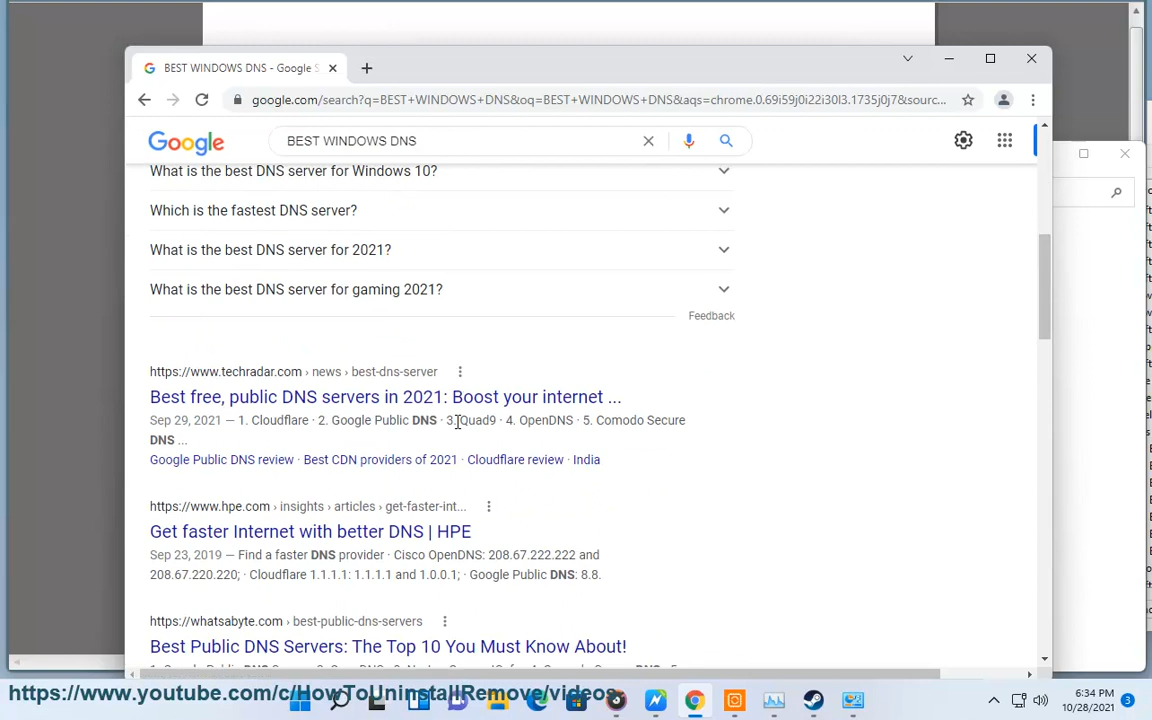 BEST WINDOWS DNS - Google S
google.com/search?q=BEST+WINDOWS+DNS&oq=BEST+WINDOWS+DNS&aqs=chrome.0.69i59j0i22i30l3.1735j0j7&sourc...
Google
BEST WINDOWS DNS
What is the best DNS server for Windows 10?
Which is the fastest DNS server?
What is the best DNS server for 2021?
What is the best DNS server for gaming 2021?
Feedback
https://www.techradar.com › news › best-dns-server
Best free, public DNS servers in 2021: Boost your internet ...
Sep 29, 2021 — 1. Cloudflare · 2. Google Public DNS · 3. Quad9 · 4. OpenDNS · 5. Comodo Secure
DNS ...
Google Public DNS review · Best CDN providers of 2021 · Cloudflare review · India
https://www.hpe.com › insights › articles › get-faster-int...
Get faster Internet with better DNS | HPE
Sep 23, 2019 — Find a faster DNS provider · Cisco OpenDNS: 208.67.222.222 and
208.67.220.220; · Cloudflare 1.1.1.1: 1.1.1.1 and 1.0.0.1; · Google Public DNS: 8.8.
https://whatsabyte.com › best-public-dns-servers
Best Public DNS Servers: The Top 10 You Must Know About!
https://www.youtube.com/c/HowToUninstallRemove/videos
6:34 PM
10/28/2021
3